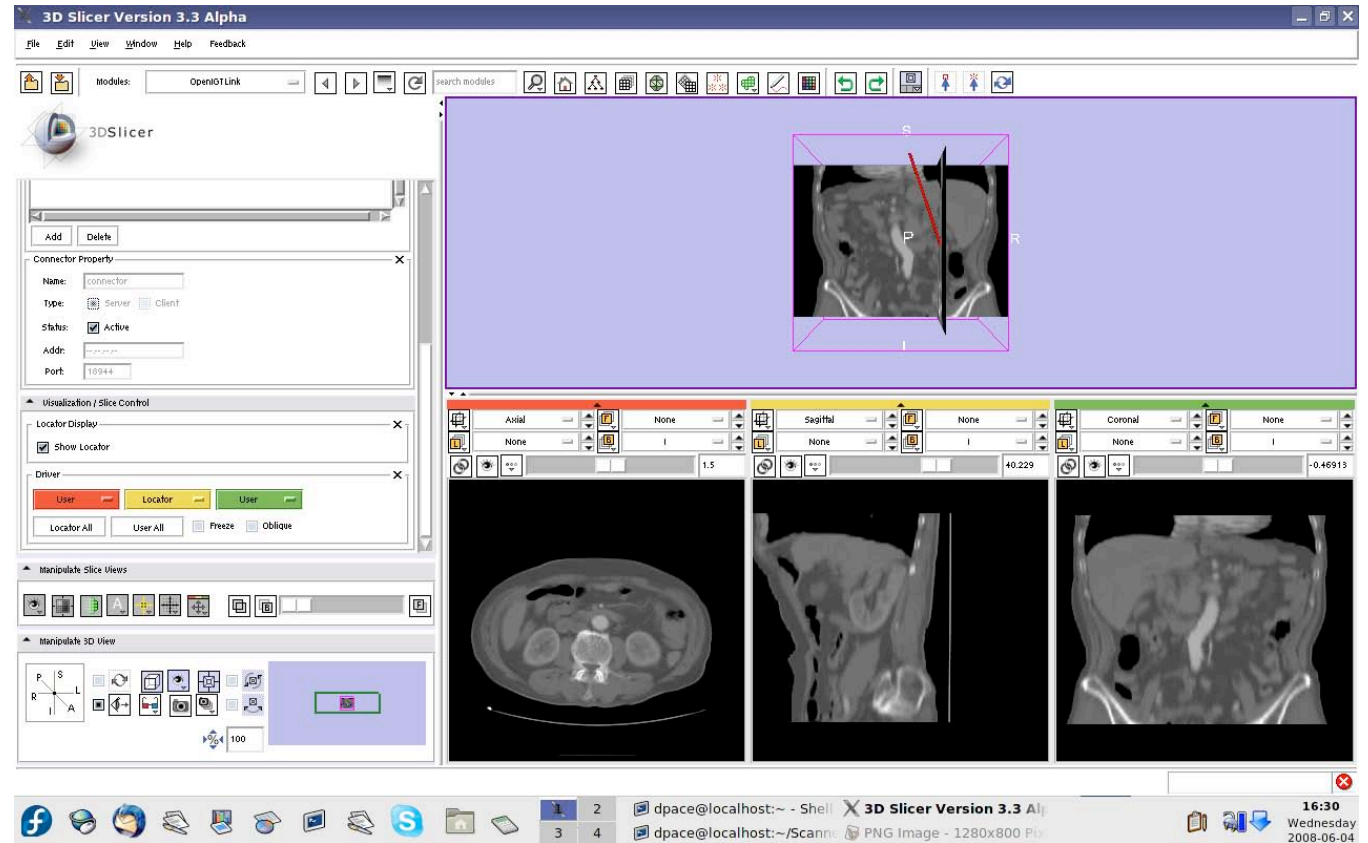 3D Slicer Version 3.3 Alpha
File Edit View Window Help Feedback
Modules: OpenIGTLink search modules
3DSlicer
S
P R
I
Add Delete
Connector Property
Name: connector
Type: Server Client
Status: Active
Addr: --.--.--.--
Port: 18944
Visualization / Slice Control
Locator Display
Show Locator
Driver
User Locator User
Locator All User All Freeze Oblique
Manipulate Slice Views
Manipulate 3D View
P S
R L
I A
100
Axial F None
L None B I
1.5
Sagittal F None
L None B I
40.229
Coronal F None
L None B I
-0.46913
1 2
3 4
dpace@localhost:~ - Shell
3D Slicer Version 3.3 Al
dpace@localhost:~/Scann
PNG Image - 1280x800
16:30
Wednesday
2008-06-04